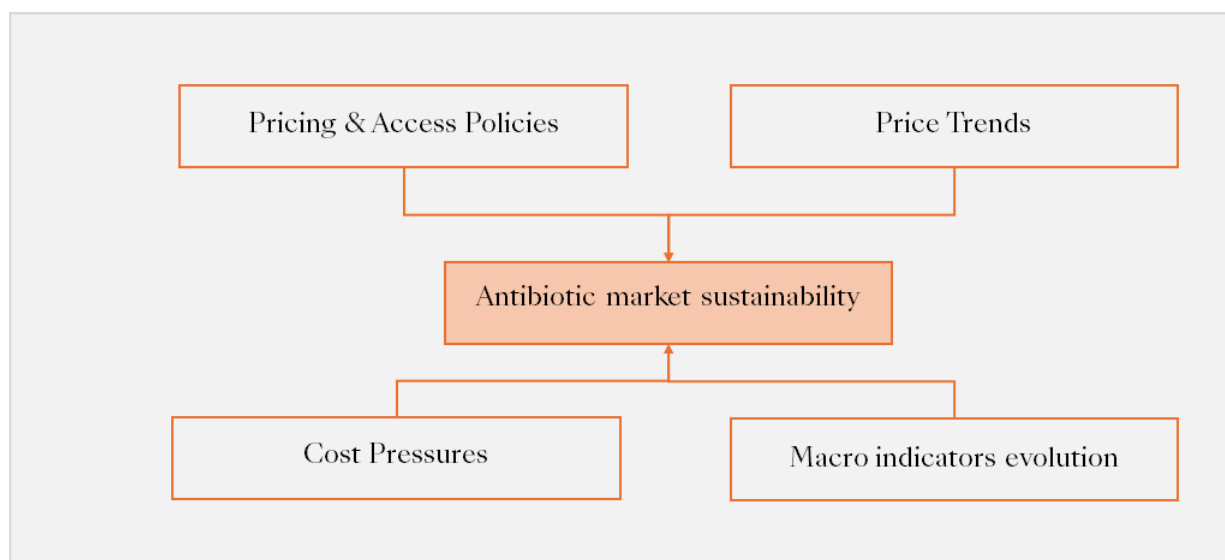 Pricing & Access Policies
Price Trends
Antibiotic market sustainability
Cost Pressures
Macro indicators evolution